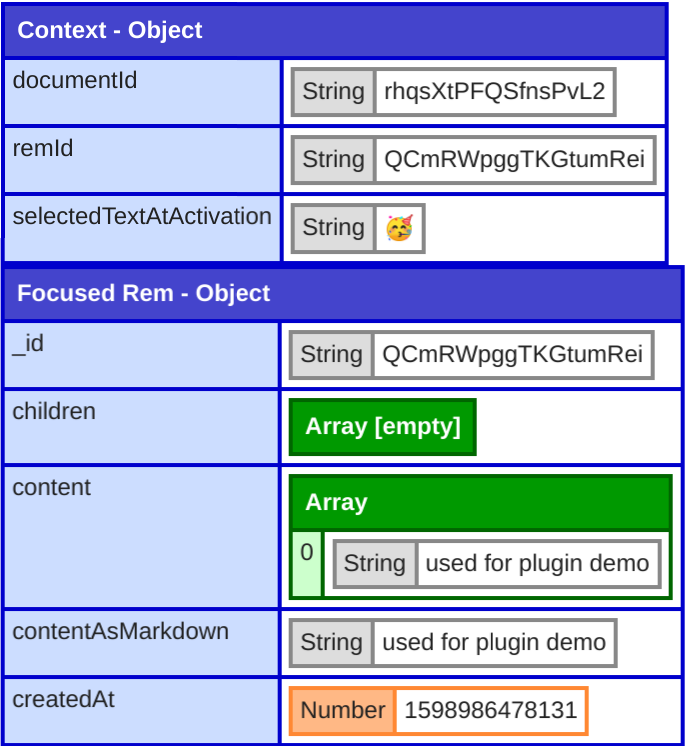 Context - Object
documentId String rhqsXtPFQSfnsPvL2
remId String QCmRWpggTKGtumRei
selectedTextAtActivation String 🥳
Focused Rem - Object
_id String QCmRWpggTKGtumRei
children Array [empty]
content Array
0 String used for plugin demo
contentAsMarkdown String used for plugin demo
createdAt Number 1598986478131